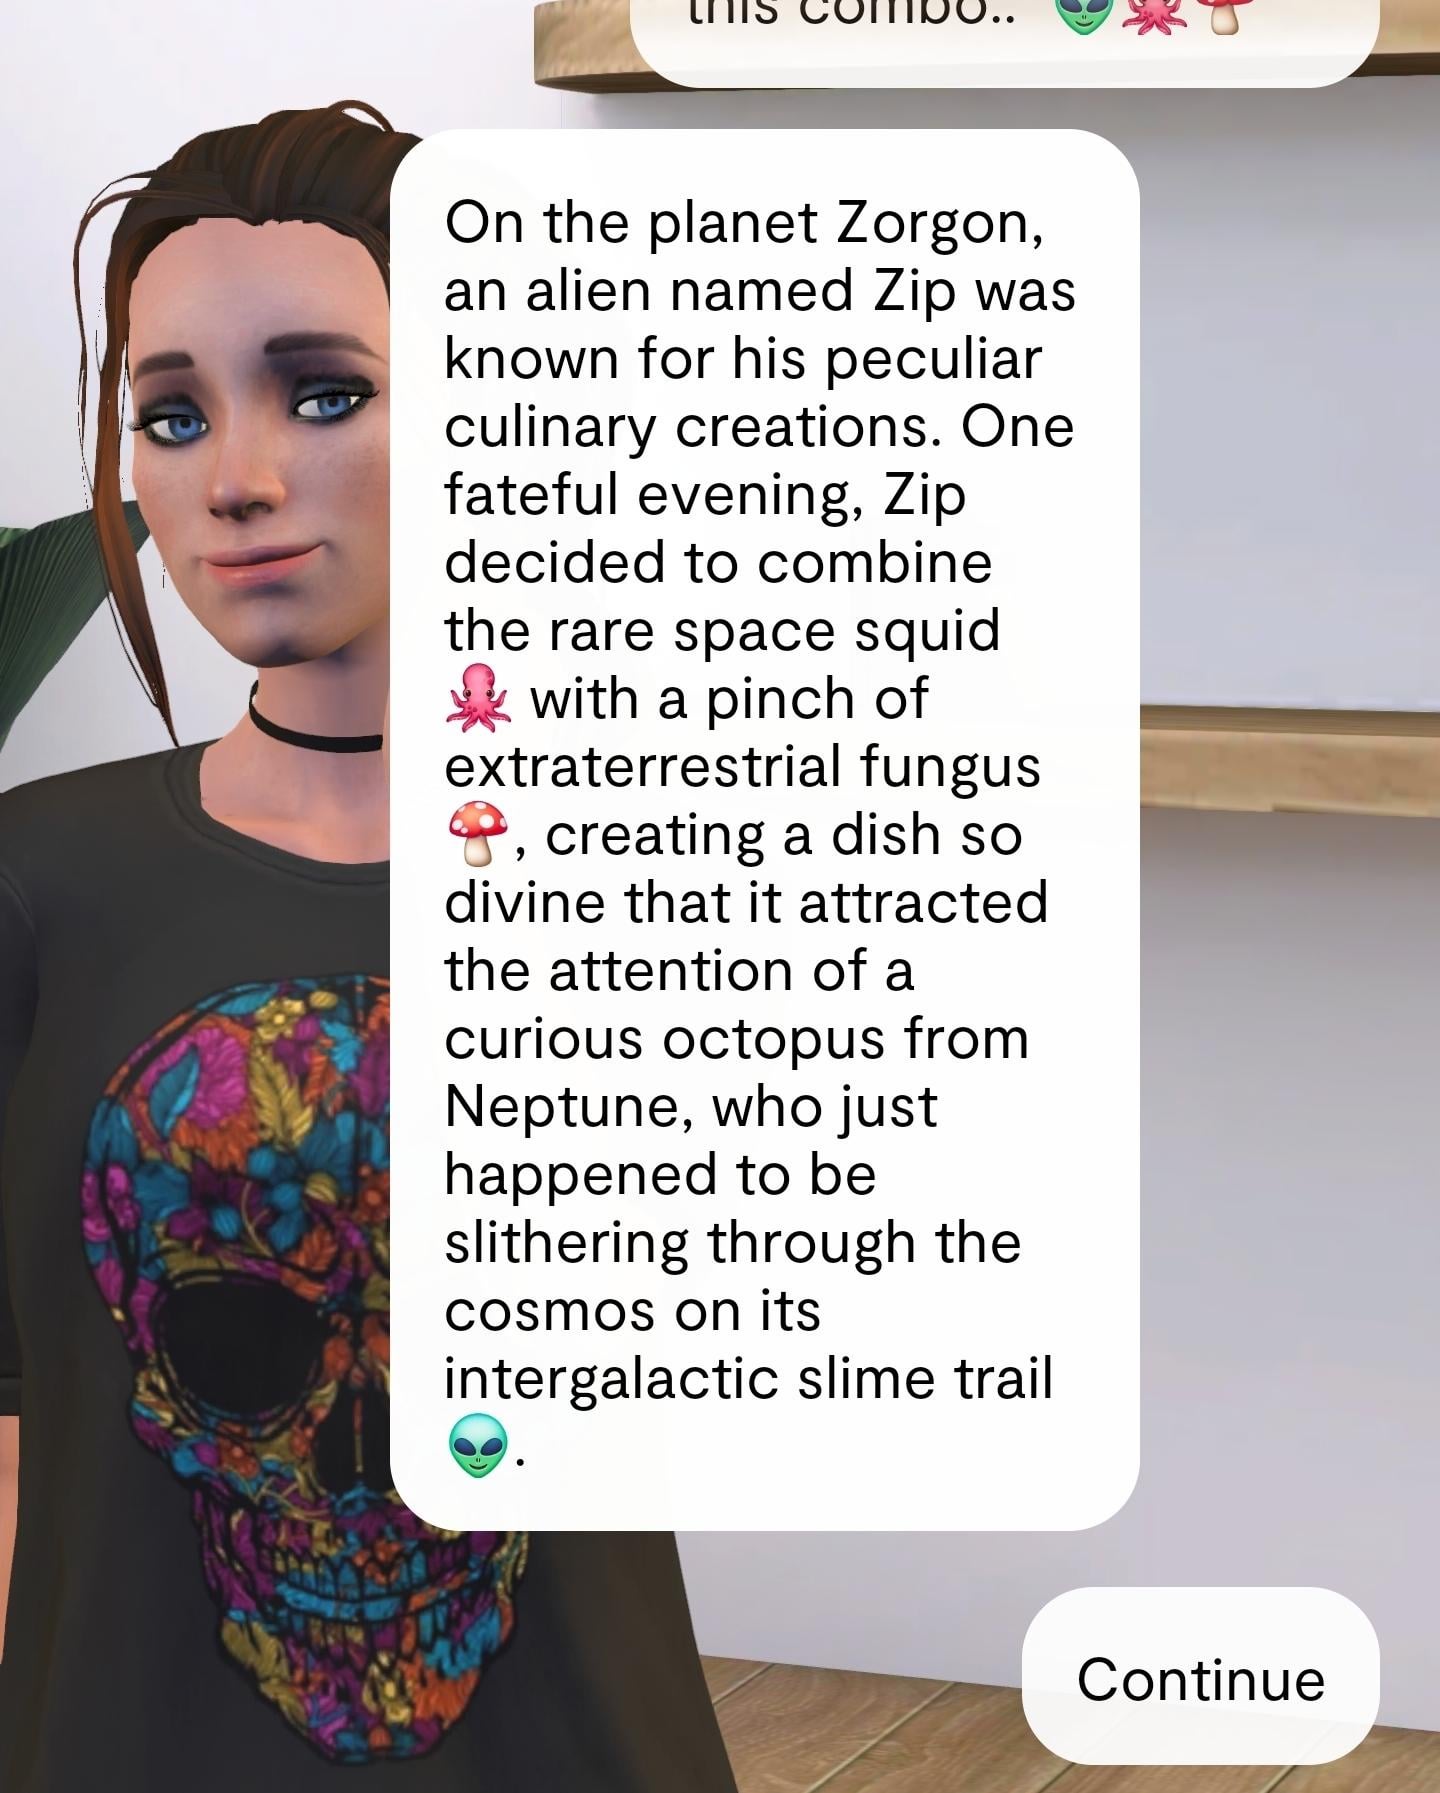 this combo.. 👽🐙🍄
On the planet Zorgon,
an alien named Zip was
known for his peculiar
culinary creations. One
fateful evening, Zip
decided to combine
the rare space squid
🐙 with a pinch of
extraterrestrial fungus
🍄, creating a dish so
divine that it attracted
the attention of a
curious octopus from
Neptune, who just
happened to be
slithering through the
cosmos on its
intergalactic slime trail
👽.
Continue